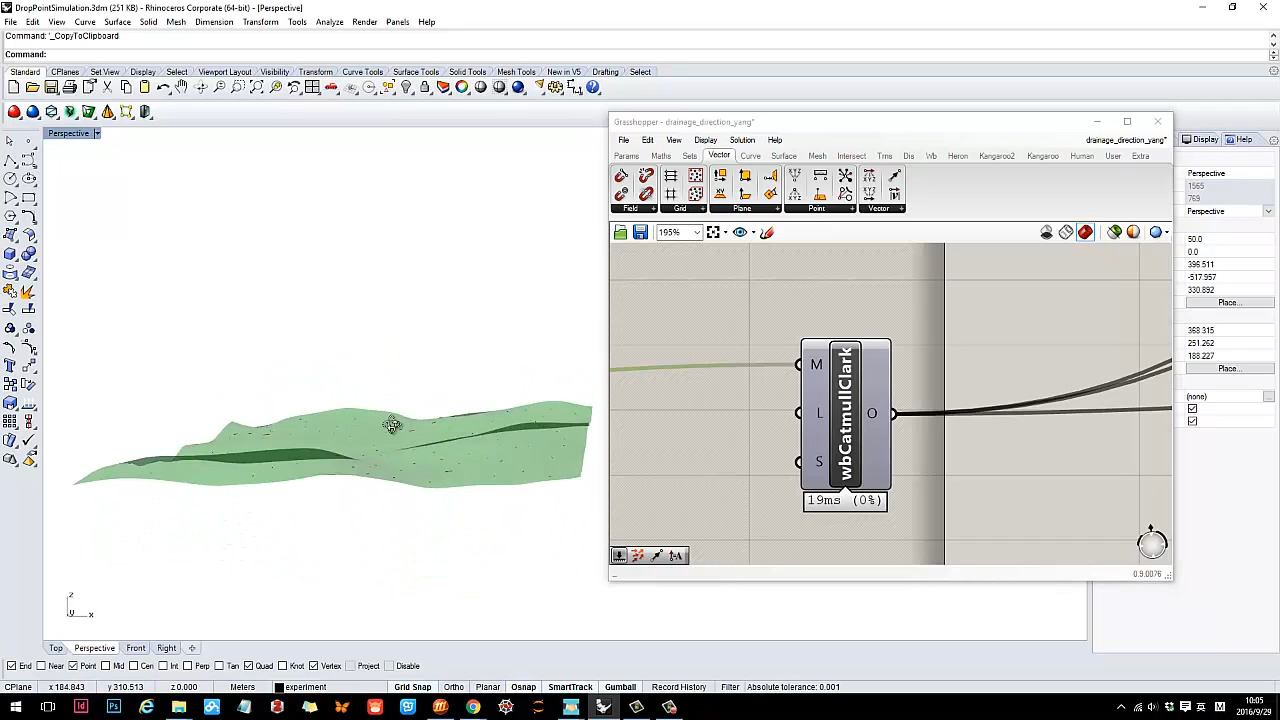 DropPointSimulation.3dm (251 KB) - Rhinoceros Corporate (64-bit) - [Perspective]
File Edit View Curve Surface Solid Mesh Dimension Transform Tools Analyze Render Panels Help
Command: '_CopyToClipboard
Command:
Standard CPlanes Set View Display Select Viewport Layout Visibility Transform Curve Tools Surface Tools Solid Tools Mesh Tools New in V5 Drafting Select
Perspective
Grasshopper - drainage_direction_yang*
File Edit View Display Solution Help
drainage_direction_yang*
Params Maths Sets Vector Curve Surface Mesh Intersect Trns Dis Wb Heron Kangaroo2 Kangaroo Human User Extra
Field Grid Plane Point Vector
195%
M
L
S
wbCatmullClark
O
19ms (0%)
0.9.0076
Display Help
Perspective
1565
769
Perspective
50.0
0.0
396.511
-517.957
330.892
Place...
368.315
251.262
188.227
Place...
(none)
z
y x
Top Perspective Front Right
End Near Point Mid Cen Int Perp Tan Quad Knot Vertex Project Disable
CPlane x 184.843 y 310.513 z 0.000 Meters experiment Grid Snap Ortho Planar Osnap SmartTrack Gumball Record History Filter Absolute tolerance: 0.001
英 M
10:05
2016/9/29